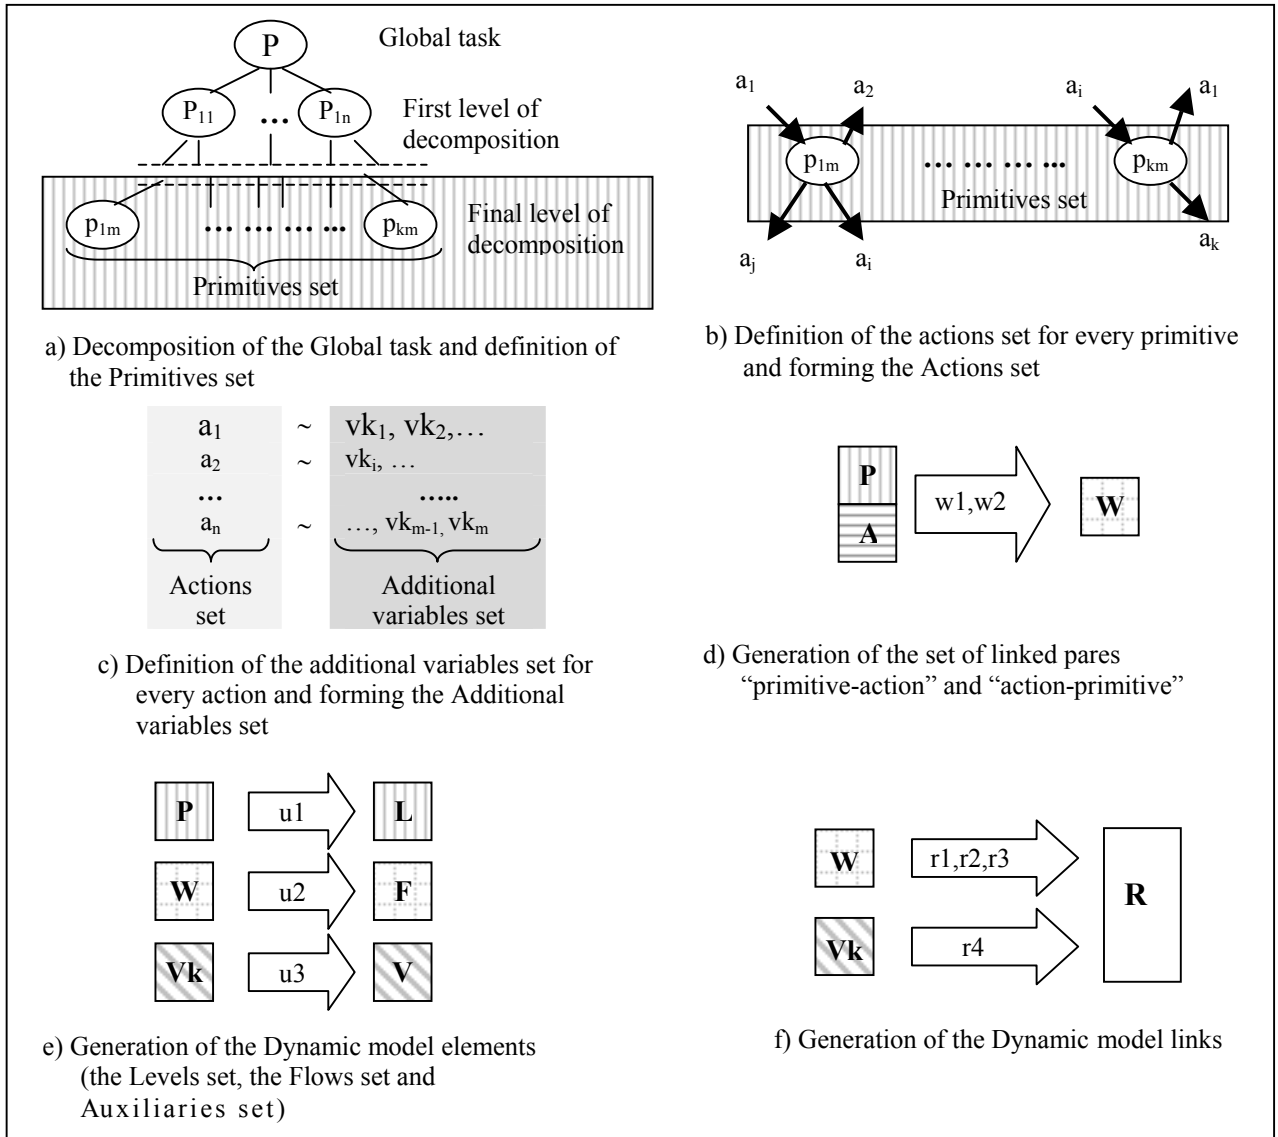 P
Global task
P11 ... P1n
First level of
decomposition
p1m ... ... ... ... pkm
Final level of
decomposition
Primitives set
a) Decomposition of the Global task and definition of
the Primitives set
a1 a2 ai a1
p1m ... ... ... ... pkm
Primitives set
aj ai ak
b) Definition of the actions set for every primitive
and forming the Actions set
a1 ~ vk1, vk2,…
a2 ~ vki, …
... .....
an ~ …, vkm-1, vkm
Actions
set
Additional
variables set
c) Definition of the additional variables set for
every action and forming the Additional
variables set
P
A
w1,w2
W
d) Generation of the set of linked pares
“primitive-action” and “action-primitive”
P u1 L
W u2 F
Vk u3 V
e) Generation of the Dynamic model elements
(the Levels set, the Flows set and
Auxiliaries set)
W r1,r2,r3
R
Vk r4
f) Generation of the Dynamic model links